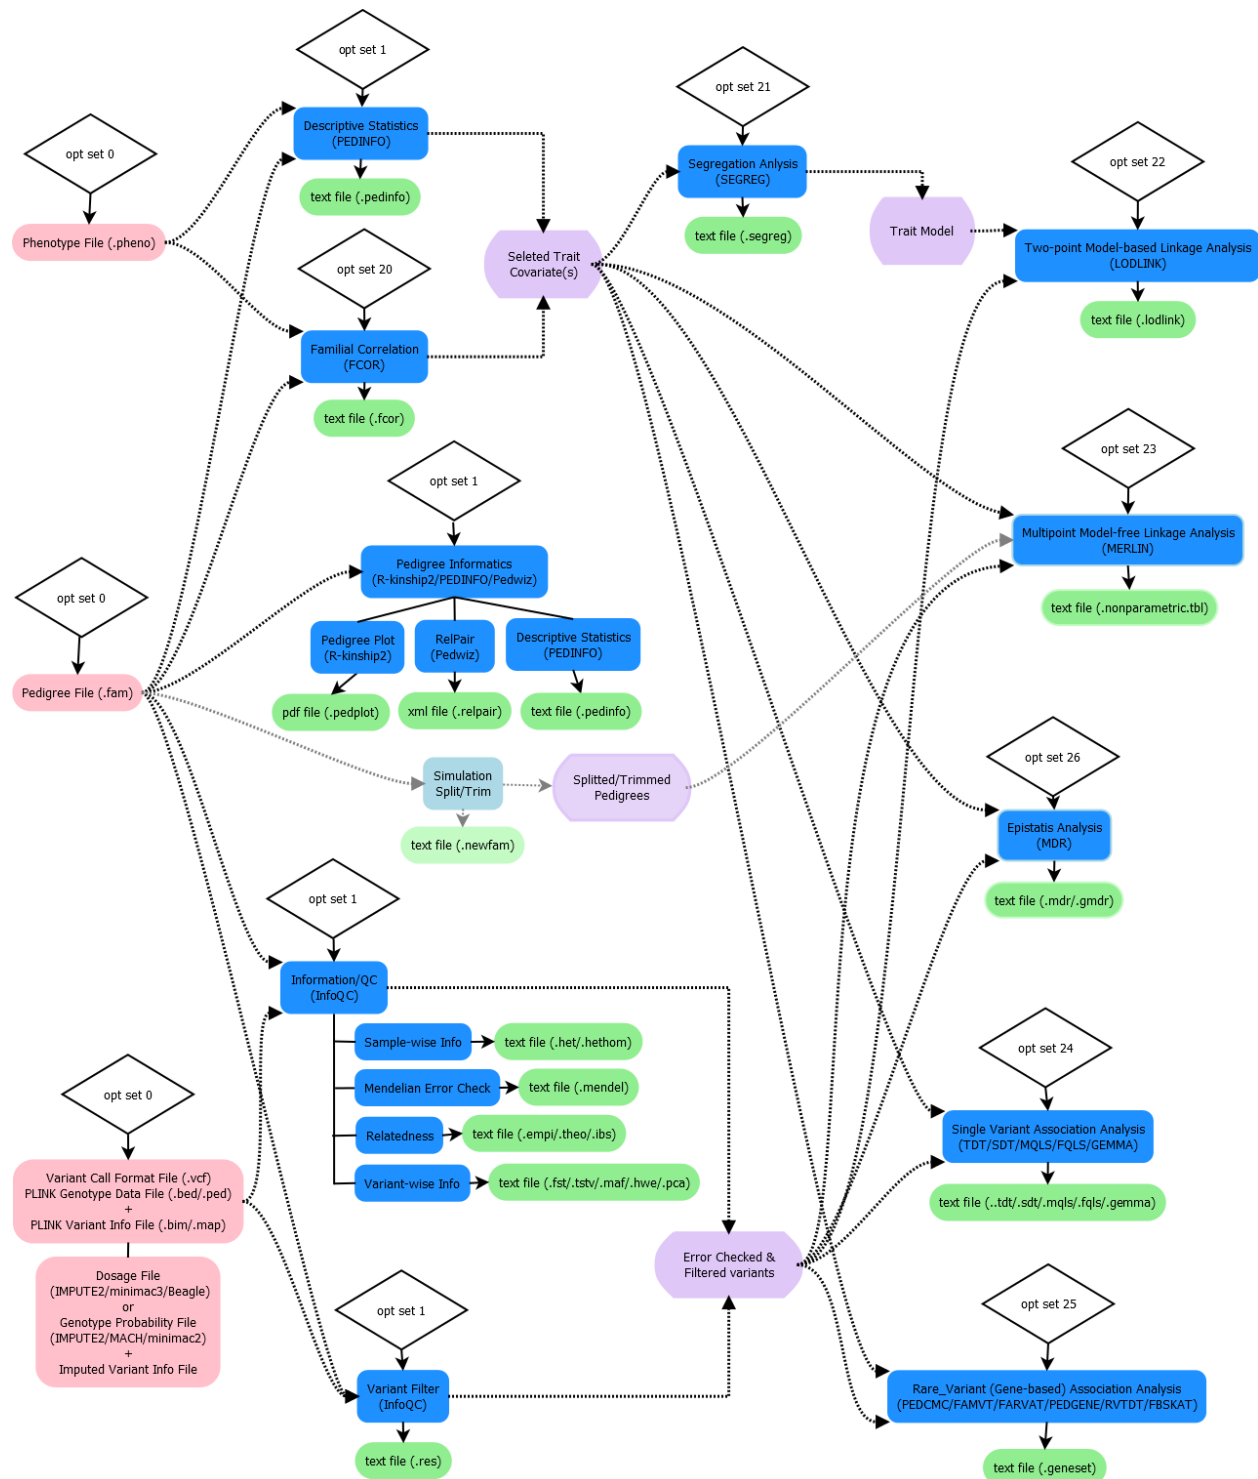 opt set 1
opt set 0
Descriptive Statistics
(PEDINFO)
text file (.pedinfo)
Phenotype File (.pheno)
opt set 20
Familial Correlation
(FCOR)
text file (.fcor)
Seleted Trait
Covariate(s)
opt set 21
Segregation Anlysis
(SEGREG)
text file (.segreg)
Trait Model
opt set 22
Two-point Model-based Linkage Analysis
(LODLINK)
text file (.lodlink)
opt set 23
Multipoint Model-free Linkage Analysis
(MERLIN)
text file (.nonparametric.tbl)
opt set 1
Pedigree Informatics
(R-kinship2/PEDINFO/Pedwiz)
Pedigree Plot
(R-kinship2)
RelPair
(Pedwiz)
Descriptive Statistics
(PEDINFO)
pdf file (.pedplot)
xml file (.relpair)
text file (.pedinfo)
opt set 0
Pedigree File (.fam)
Simulation
Split/Trim
text file (.newfam)
Splitted/Trimmed
Pedigrees
opt set 26
Epistatis Analysis
(MDR)
text file (.mdr/.gmdr)
opt set 1
Information/QC
(InfoQC)
Sample-wise Info
text file (.het/.hethom)
Mendelian Error Check
text file (.mendel)
Relatedness
text file (.empi/.theo/.ibs)
Variant-wise Info
text file (.fst/.tstv/.maf/.hwe/.pca)
opt set 0
Variant Call Format File (.vcf)
PLINK Genotype Data File (.bed/.ped)
+
PLINK Variant Info File (.bim/.map)
Dosage File
(IMPUTE2/minimac3/Beagle)
or
Genotype Probability File
(IMPUTE2/MACH/minimac2)
+
Imputed Variant Info File
opt set 1
Variant Filter
(InfoQC)
text file (.res)
Error Checked &
Filtered variants
opt set 24
Single Variant Association Analysis
(TDT/SDT/MQLS/FQLS/GEMMA)
text file (..tdt/.sdt/.mqls/.fqls/.gemma)
opt set 25
Rare_Variant (Gene-based) Association Analysis
(PEDCMC/FAMVT/FARVAT/PEDGENE/RVTDT/FBSKAT)
text file (.geneset)